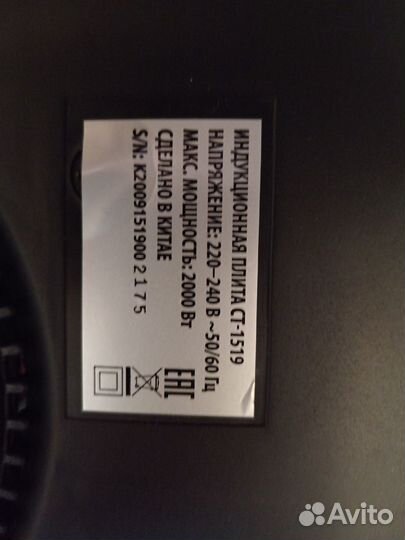 ИНДУКЦИОННАЯ ПЛИТА CT-1519
НАПРЯЖЕНИЕ: 220–240 В ~50/60 Гц
МАКС. МОЩНОСТЬ: 2000 Вт
СДЕЛАНО В КИТАЕ
S/N: K2009151900 2 1 7 5
EAC
Avito